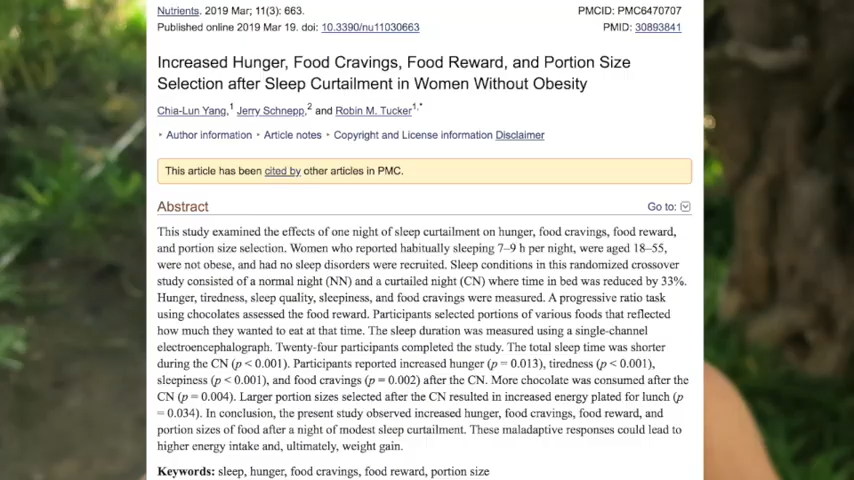 Nutrients. 2019 Mar; 11(3): 663.
PMCID: PMC6470707
Published online 2019 Mar 19. doi: 10.3390/nu11030663
PMID: 30893841
Increased Hunger, Food Cravings, Food Reward, and Portion Size
Selection after Sleep Curtailment in Women Without Obesity
Chia-Lun Yang,1 Jerry Schnepp,2 and Robin M. Tucker1,*
▸ Author information ▸ Article notes ▸ Copyright and License information Disclaimer
This article has been cited by other articles in PMC.
Abstract
Go to:
This study examined the effects of one night of sleep curtailment on hunger, food cravings, food reward,
and portion size selection. Women who reported habitually sleeping 7–9 h per night, were aged 18–55,
were not obese, and had no sleep disorders were recruited. Sleep conditions in this randomized crossover
study consisted of a normal night (NN) and a curtailed night (CN) where time in bed was reduced by 33%.
Hunger, tiredness, sleep quality, sleepiness, and food cravings were measured. A progressive ratio task
using chocolates assessed the food reward. Participants selected portions of various foods that reflected
how much they wanted to eat at that time. The sleep duration was measured using a single-channel
electroencephalograph. Twenty-four participants completed the study. The total sleep time was shorter
during the CN (p < 0.001). Participants reported increased hunger (p = 0.013), tiredness (p < 0.001),
sleepiness (p < 0.001), and food cravings (p = 0.002) after the CN. More chocolate was consumed after the
CN (p = 0.004). Larger portion sizes selected after the CN resulted in increased energy plated for lunch (p
= 0.034). In conclusion, the present study observed increased hunger, food cravings, food reward, and
portion sizes of food after a night of modest sleep curtailment. These maladaptive responses could lead to
higher energy intake and, ultimately, weight gain.
Keywords: sleep, hunger, food cravings, food reward, portion size